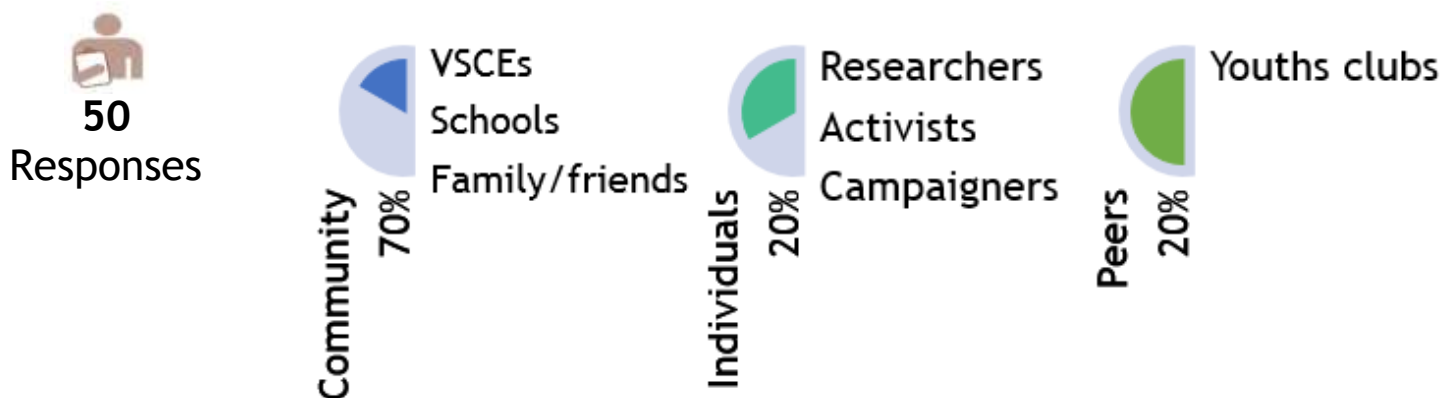 50
Responses
VSCEs
Schools
Family/friends
Community
70%
Researchers
Activists
Campaigners
Individuals
20%
Youths clubs
Peers
20%